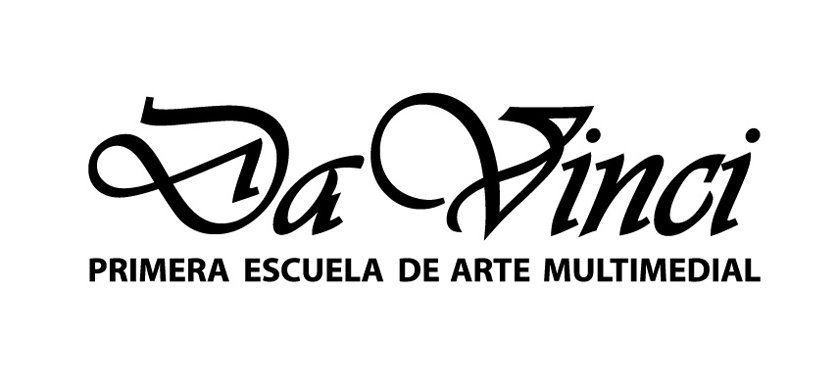 Da Vinci
PRIMERA ESCUELA DE ARTE MULTIMEDIAL